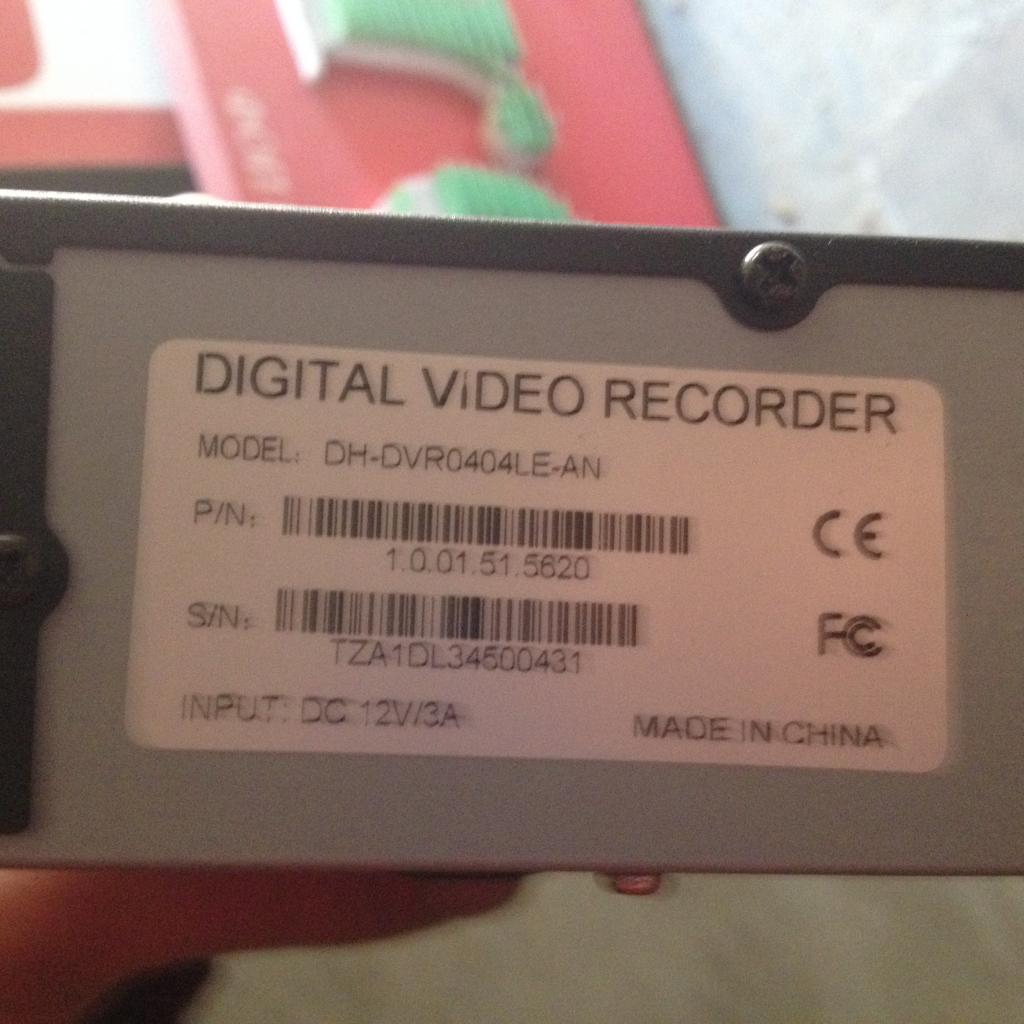 DIGITAL VIDEO RECORDER
MODEL: DH-DVR0404LE-AN
P/N:
1.0.01.51.5620
CE
S/N:
TZA1DL34500431
FC
INPUT: DC 12V/3A
MADE IN CHINA